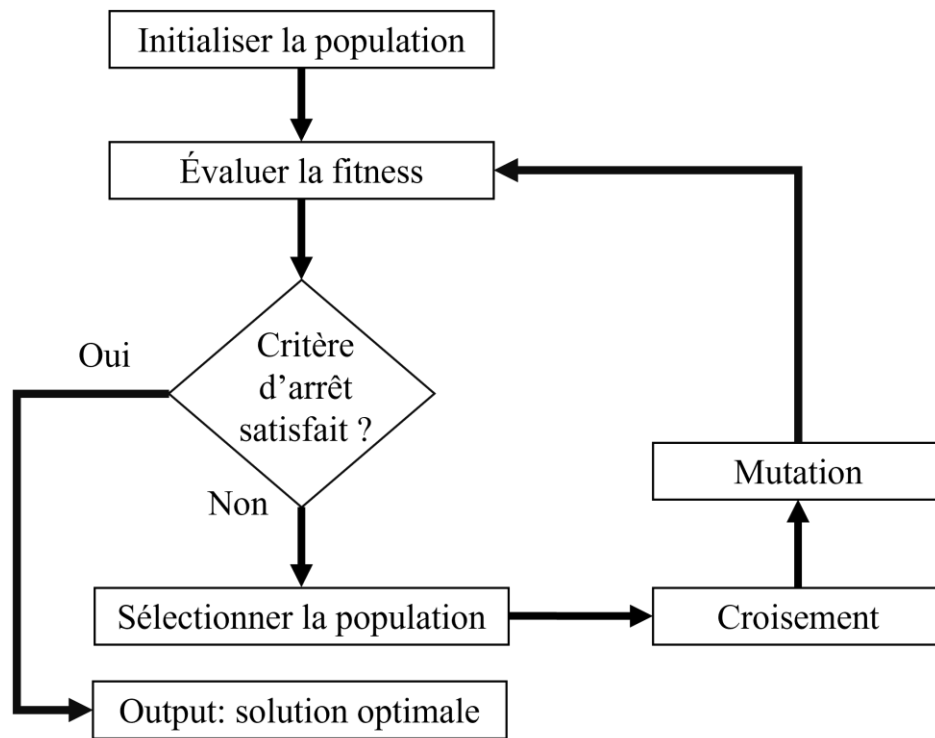 Initialiser la population
Évaluer la fitness
Oui
Critère
d’arrêt
satisfait ?
Non
Sélectionner la population
Croisement
Mutation
Output: solution optimale